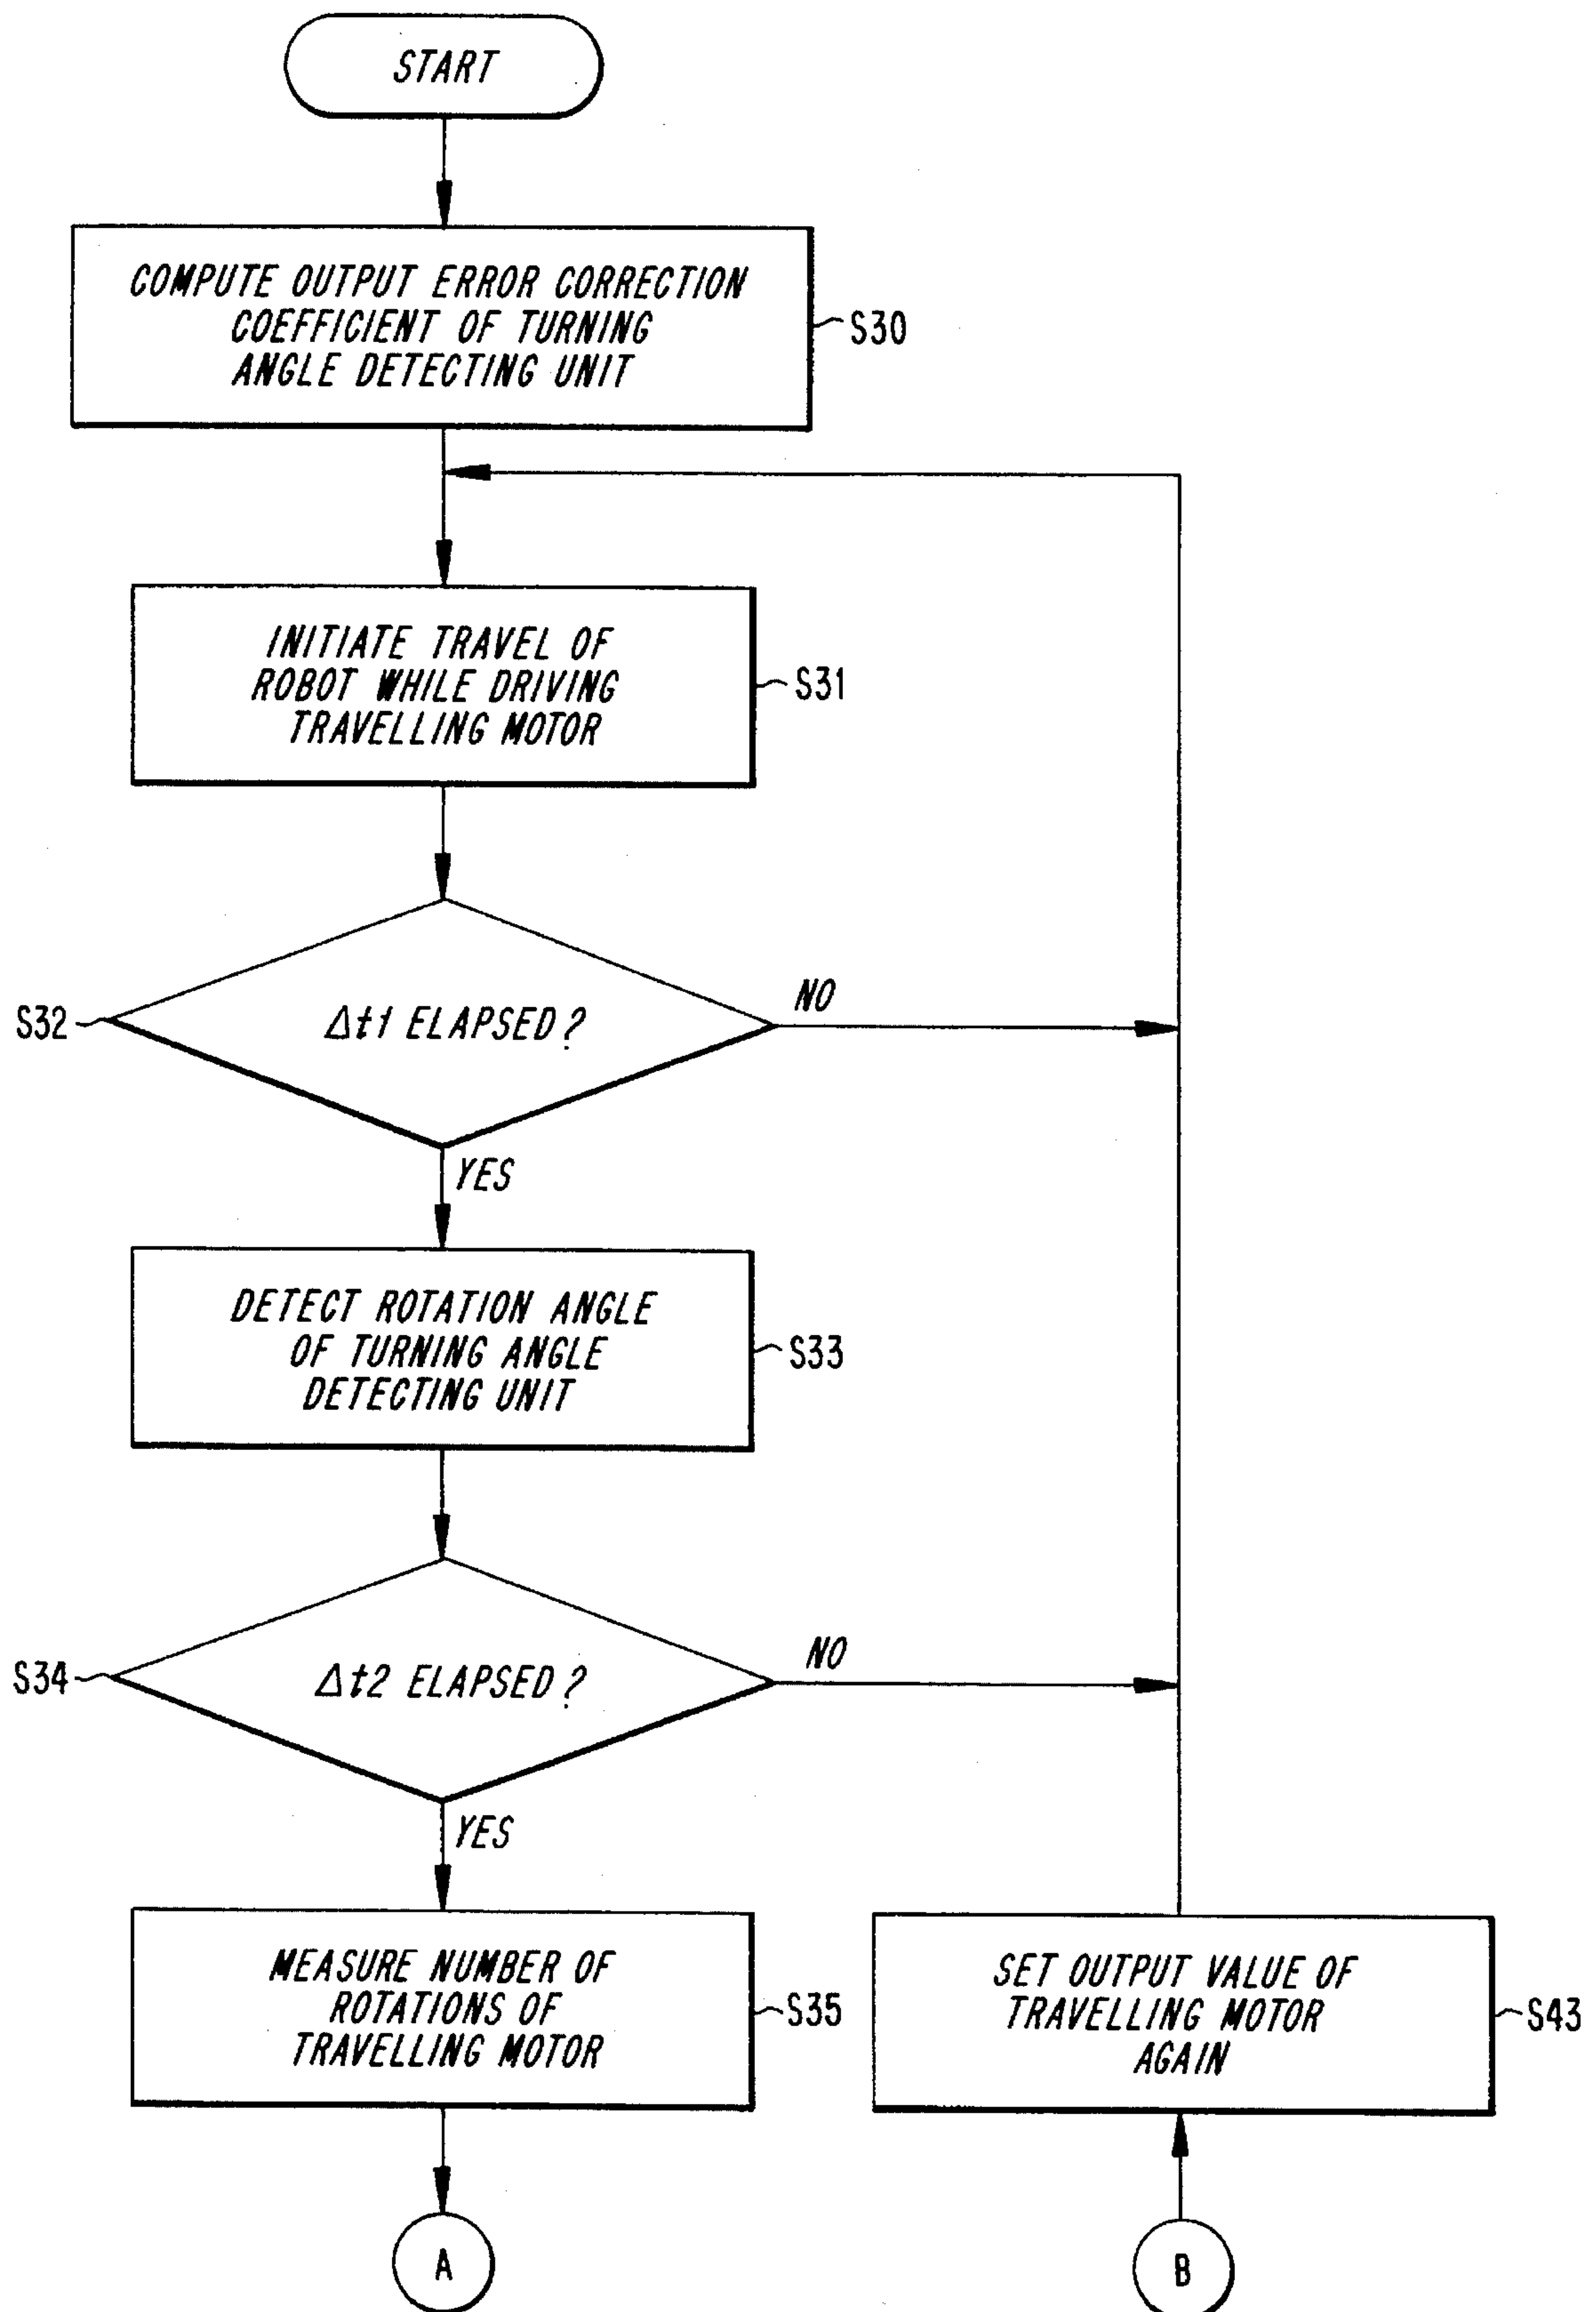 START
COMPUTE OUTPUT ERROR CORRECTION
COEFFICIENT OF TURNING
ANGLE DETECTING UNIT
S30
INITIATE TRAVEL OF
ROBOT WHILE DRIVING
TRAVELLING MOTOR
S31
S32
Δt1 ELAPSED?
NO
YES
DETECT ROTATION ANGLE
OF TURNING ANGLE
DETECTING UNIT
S33
S34
Δt2 ELAPSED?
NO
YES
MEASURE NUMBER OF
ROTATIONS OF
TRAVELLING MOTOR
S35
SET OUTPUT VALUE OF
TRAVELLING MOTOR
AGAIN
S43
A
B